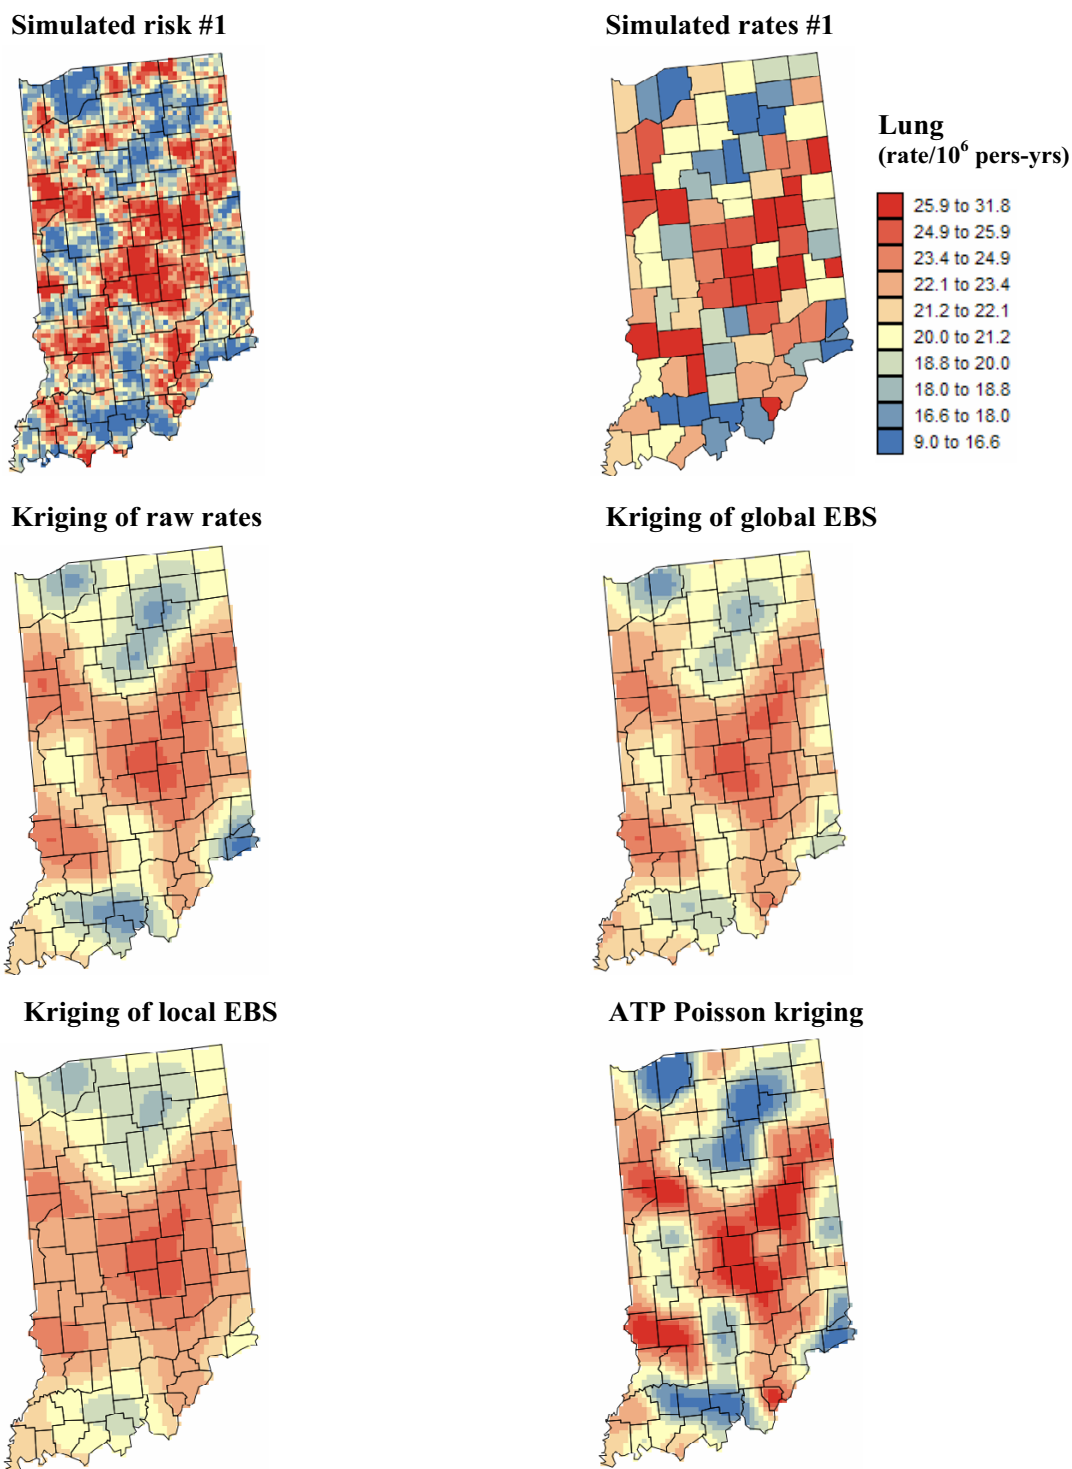 Simulated risk #1
Simulated rates #1
Lung
(rate/10⁶ pers-yrs)
25.9 to 31.8
24.9 to 25.9
23.4 to 24.9
22.1 to 23.4
21.2 to 22.1
20.0 to 21.2
18.8 to 20.0
18.0 to 18.8
16.6 to 18.0
9.0 to 16.6
Kriging of raw rates
Kriging of global EBS
Kriging of local EBS
ATP Poisson kriging